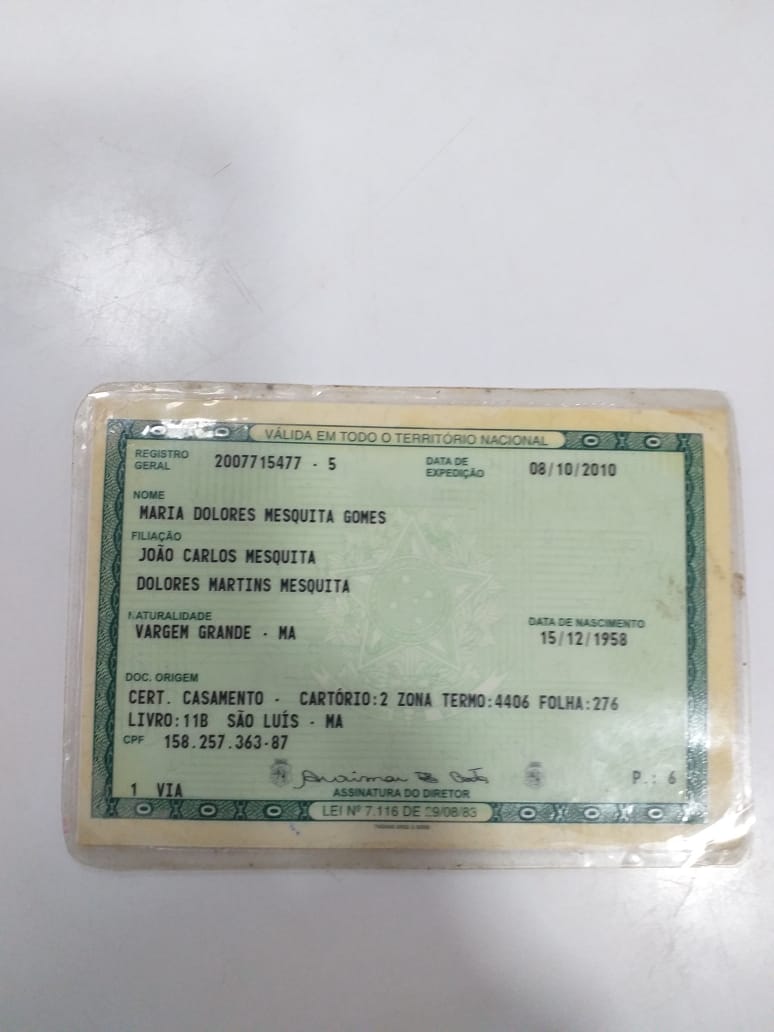 VÁLIDA EM TODO O TERRITÓRIO NACIONAL
REGISTRO GERAL 2007715477 - 5 DATA DE EXPEDIÇÃO 08/10/2010
NOME
MARIA DOLORES MESQUITA GOMES
FILIAÇÃO
JOÃO CARLOS MESQUITA
DOLORES MARTINS MESQUITA
NATURALIDADE DATA DE NASCIMENTO
VARGEM GRANDE - MA 15/12/1958
DOC. ORIGEM
CERT. CASAMENTO - CARTÓRIO:2 ZONA TERMO:4406 FOLHA:276
LIVRO:11B SÃO LUÍS - MA
CPF 158.257.363-87
1 VIA ASSINATURA DO DIRETOR P.: 6
LEI Nº 7.116 DE 29/08/83